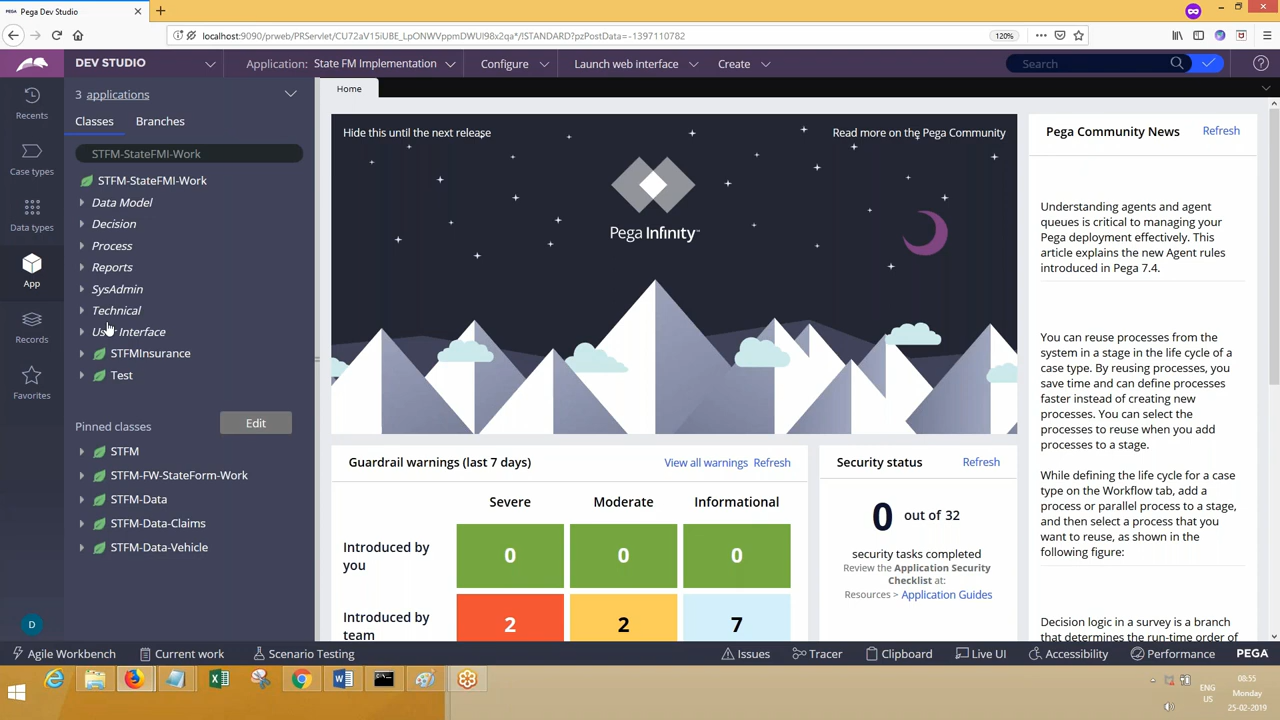 Pega Dev Studio
localhost:9090/prweb/PRServlet/CU72aV15iUBE_LpONWVppmDWUI98x2qa*/!STANDARD?pzPostData=-1397110782
120%
DEV STUDIO
Application: State FM Implementation
Configure
Launch web interface
Create
Search
Recents
Case types
Data types
App
Records
Favorites
D
3 applications
Classes
Branches
STFM-StateFMI-Work
STFM-StateFMI-Work
Data Model
Decision
Process
Reports
SysAdmin
Technical
User Interface
STFMInsurance
Test
Pinned classes
Edit
STFM
STFM-FW-StateForm-Work
STFM-Data
STFM-Data-Claims
STFM-Data-Vehicle
Home
Hide this until the next release
Read more on the Pega Community
Pega Infinity™
Guardrail warnings (last 7 days)
View all warnings
Refresh
Severe
Moderate
Informational
Introduced by
you
0
0
0
Introduced by
team
2
2
7
Security status
Refresh
0 out of 32
security tasks completed
Review the Application Security
Checklist at:
Resources > Application Guides
Pega Community News
Refresh
Understanding agents and agent
queues is critical to managing your
Pega deployment effectively. This
article explains the new Agent rules
introduced in Pega 7.4.
You can reuse processes from the
system in a stage in the life cycle of a
case type. By reusing processes, you
save time and can define processes
faster instead of creating new
processes. You can select the
processes to reuse when you add
processes to a stage.
While defining the life cycle for a case
type on the Workflow tab, add a
process or parallel process to a stage,
and then select a process that you
want to reuse, as shown in the
following figure:
Decision logic in a survey is a branch
that determines the run-time order of
Agile Workbench
Current work
Scenario Testing
Issues
Tracer
Clipboard
Live UI
Accessibility
Performance
PEGA
ENG
US
08:55
Monday
25-02-2019